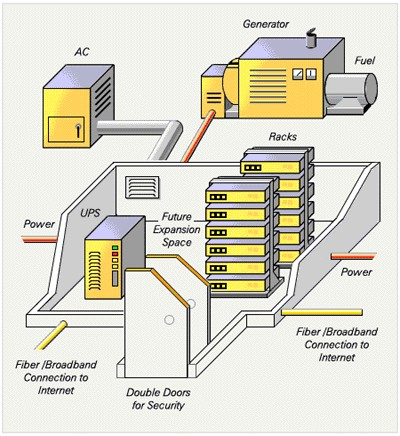 Generator
AC
Fuel
Racks
UPS
Future
Expansion
Space
Power
Power
Fiber /Broadband
Connection to
Internet
Fiber /Broadband
Connection to
Internet
Double Doors
for Security